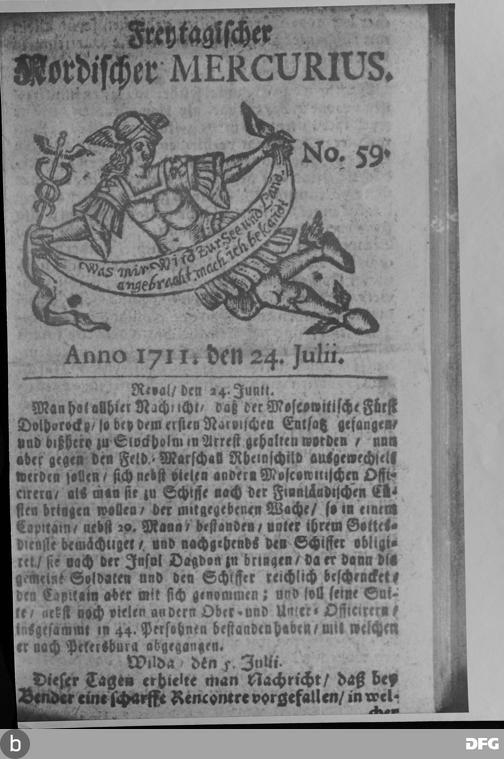 Freytagischer
Nordischer MERCURIUS.
No. 59.
Was mir Wird zur See und Land.
angebracht mach ich bekandt
Anno 1711. den 24. Julii.
Reval/ den 24. Junii.
Man hat allhier Nachricht/ daß der Moscowitische Fürst
Dolhorocky/ so bey dem ersten Narvischen Entsatz gefangen/
und bißhero zu Stockholm in Arrest gehalten worden / nun
aber gegen den Feld-Marschall Rheinschild ausgewechselt
werden sollen/ sich nebst vielen andern Moscowitischen Offi-
cirern/ als man sie zu Schiffe nach der Finnländischen Cü-
sten bringen wollen/ der mitgegebenen Wache/ so in einem
Capitain/ nebst 20. Mann/ bestanden/ unter ihrem Gottes-
dienste bemächtiget/ und nachgehends den Schiffer obligi-
ret/ sie nach der Insul Dagdon zu bringen/ da er dann die
gemeine Soldaten und den Schiffer reichlich beschencket/
den Capitain aber mit sich genommen; und soll seine Sui-
te/ nebst noch vielen andern Ober- und Unter- Officirern/
insgesammt in 44. Persohnen bestanden haben/ mit welchen
er nach Petersburg abgegangen.
Wilda/ den 5. Julii.
Dieser Tagen erhielte man Nachricht/ daß bey
Bender eine scharffe Rencontre vorgefallen/ in wel-
cher
b
DFG